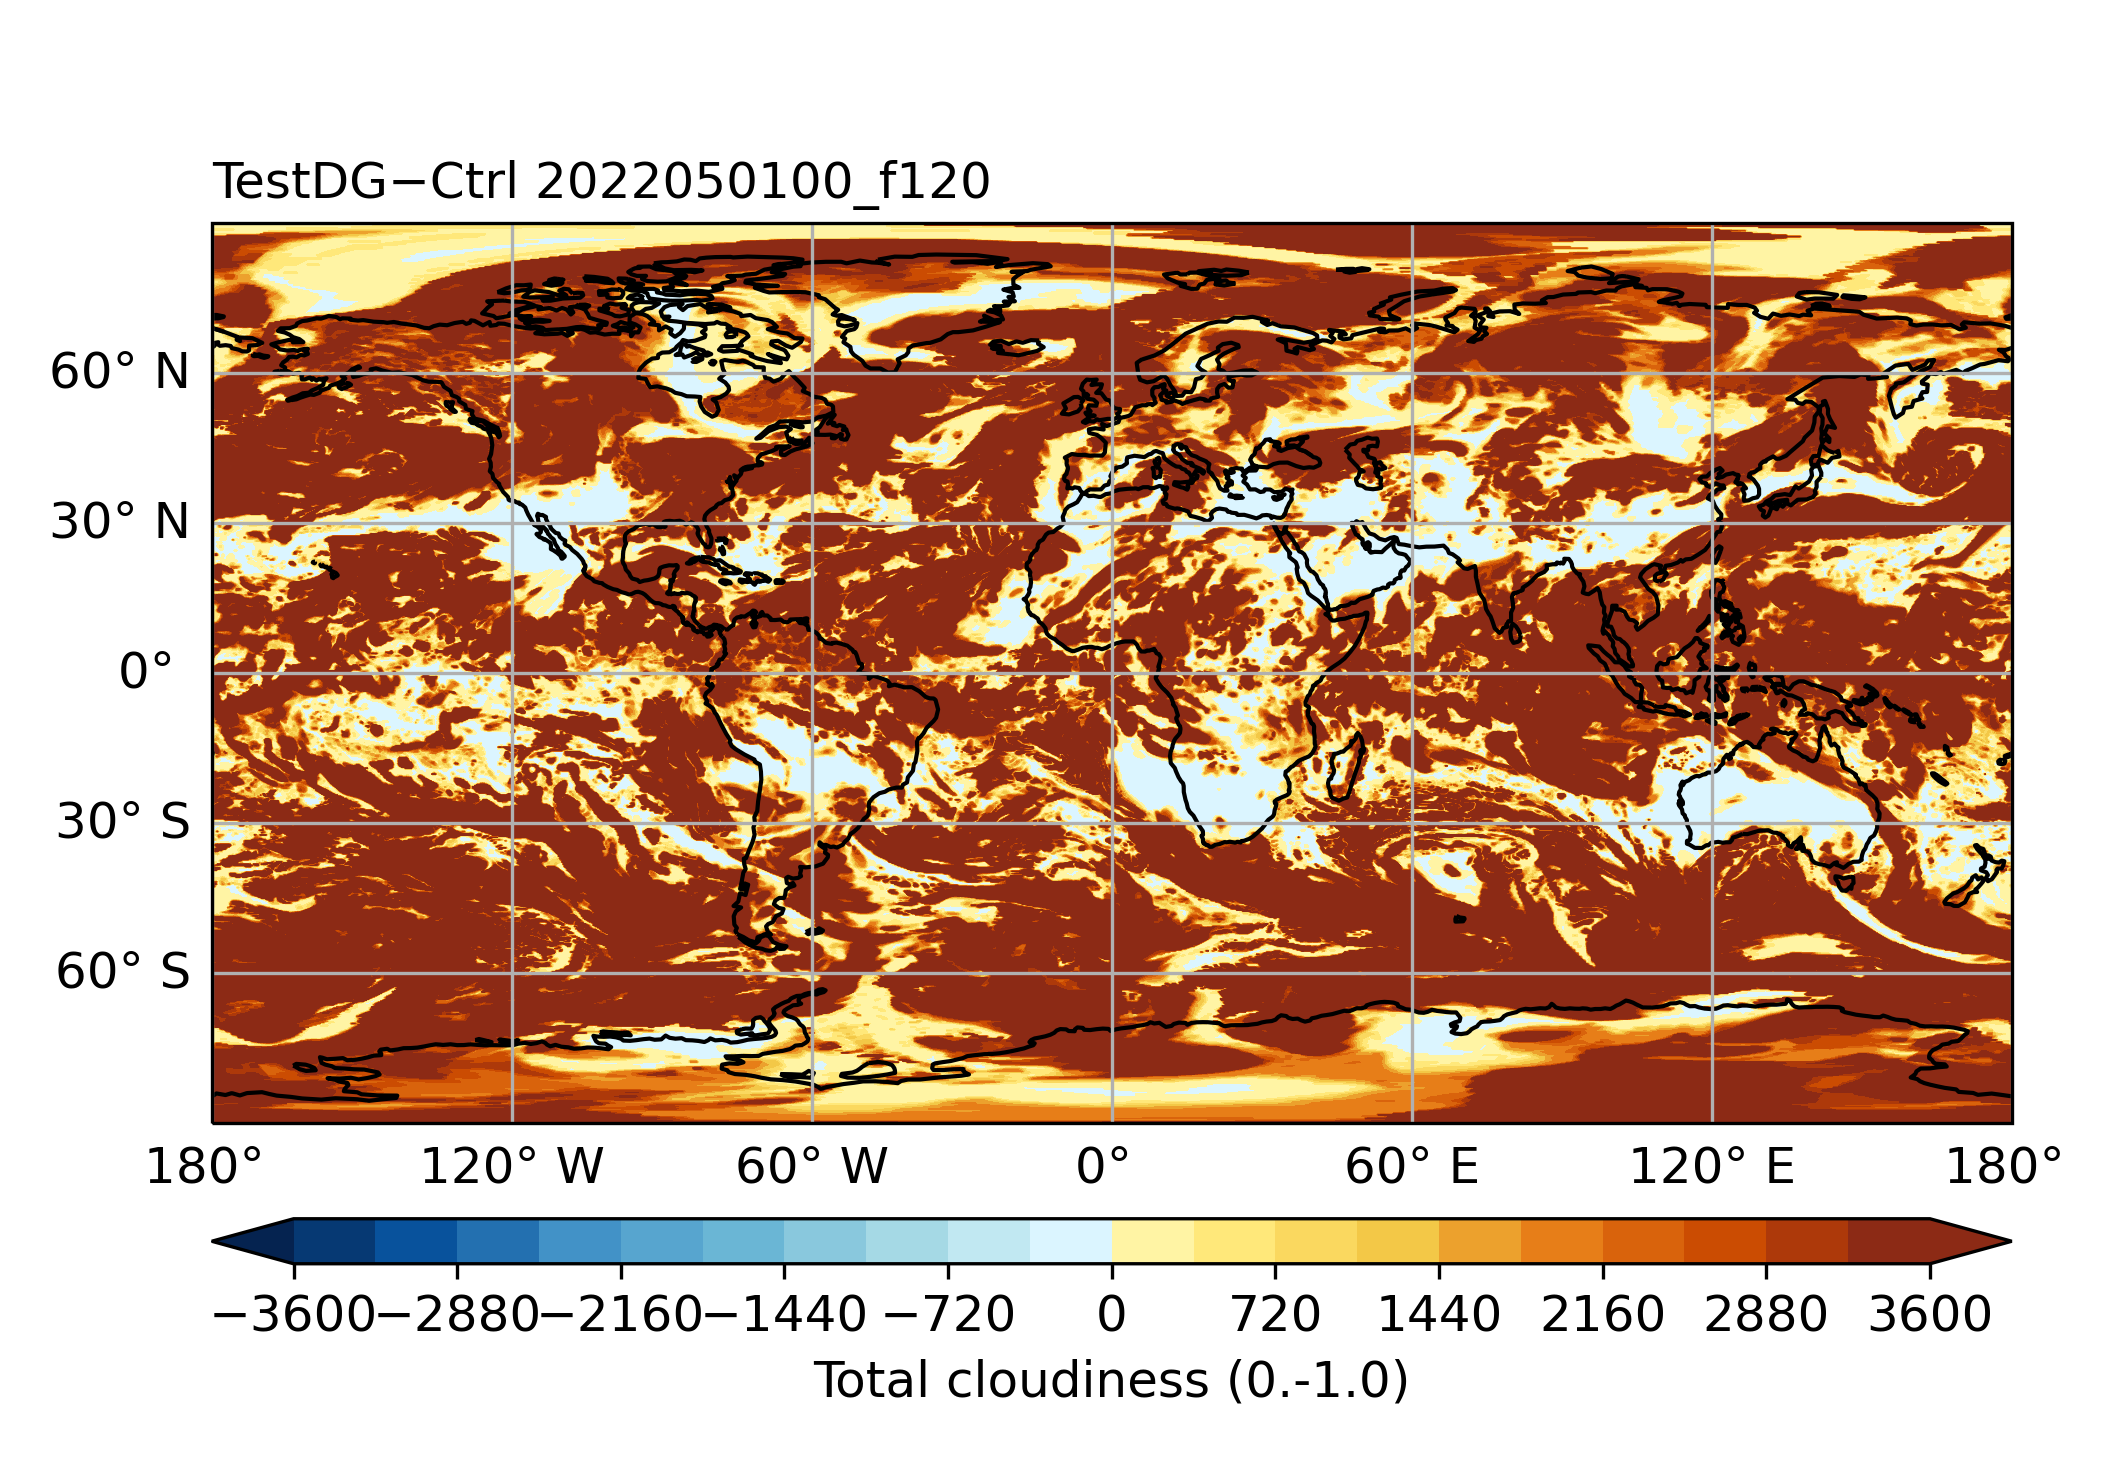 TestDG−Ctrl 2022050100_f120
60° N
30° N
0°
30° S
60° S
180° 120° W 60° W 0° 60° E 120° E 180°
−3600 −2880 −2160 −1440 −720 0 720 1440 2160 2880 3600
Total cloudiness (0.-1.0)